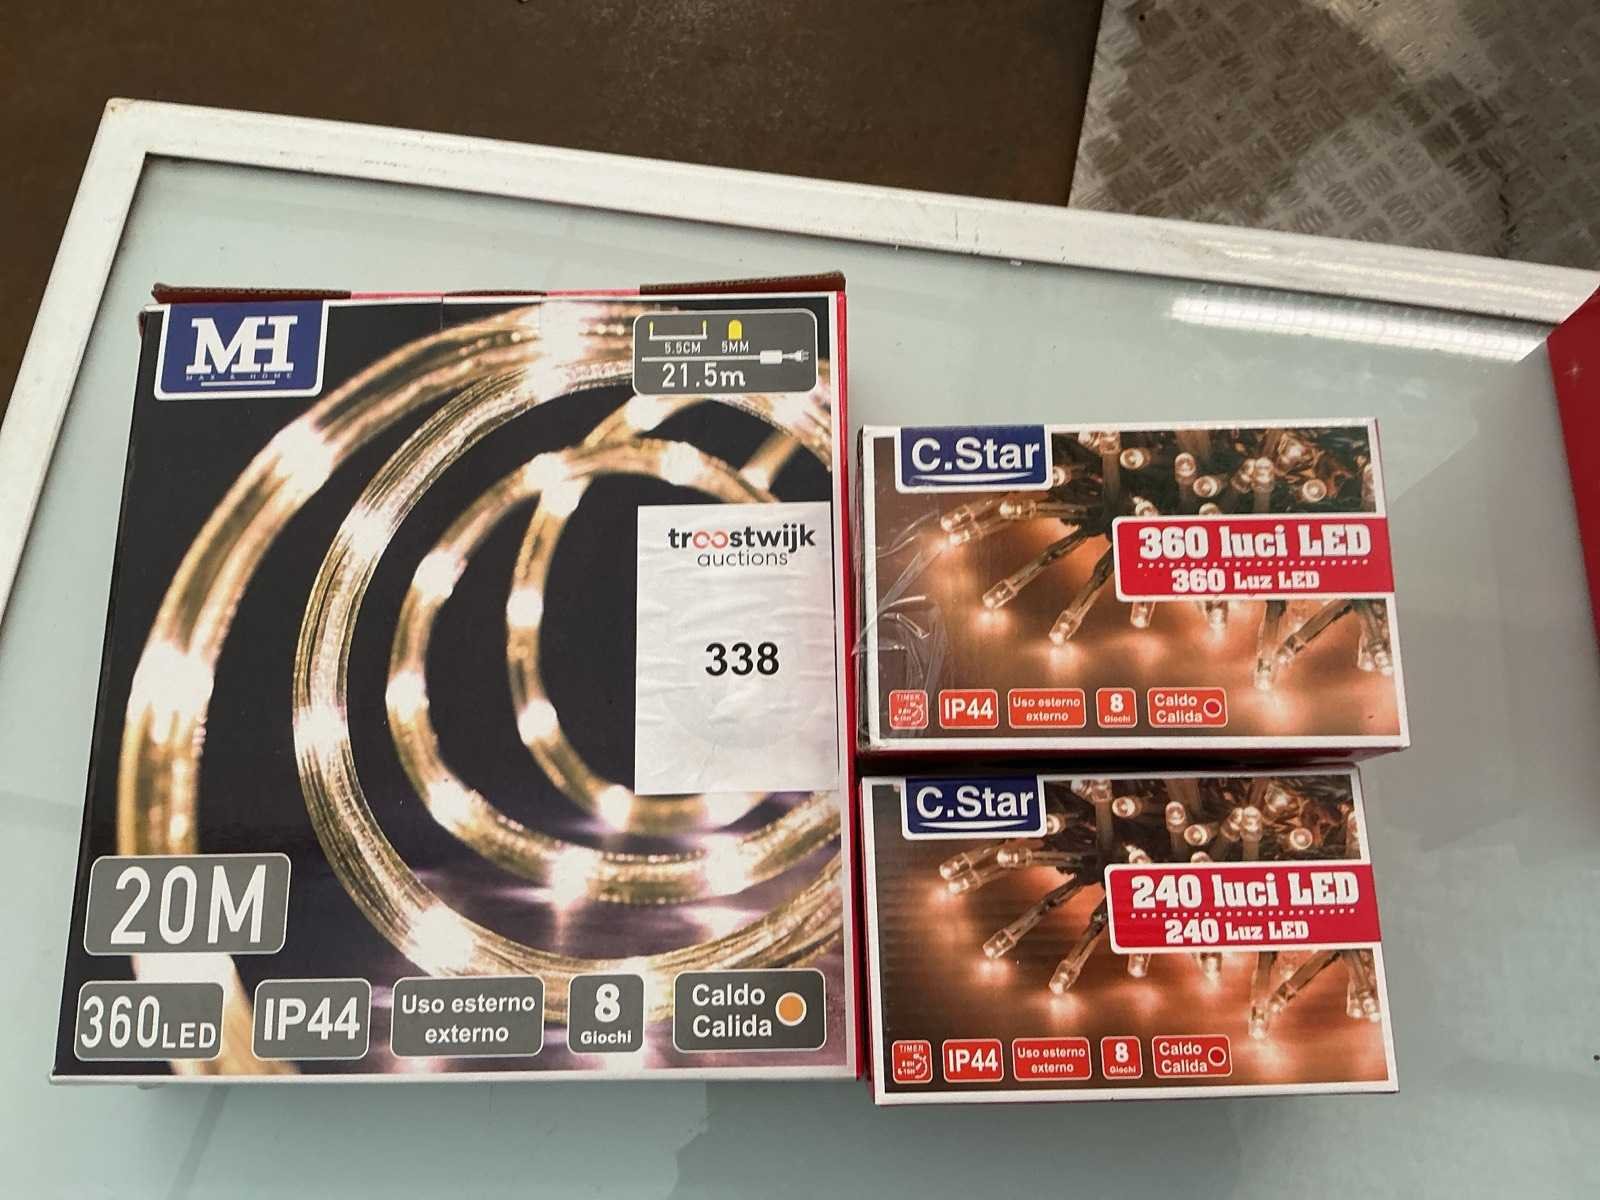 MH
MAX & HOME
5.5CM 5MM
21.5m
troostwijk
auctions
338
20M
360LED
IP44
Uso esterno
externo
8
Giochi
Caldo
Calida
C.Star
360 luci LED
360 Luz LED
TIMER
IP44
Uso esterno
externo
8
Giochi
Caldo
Calida
C.Star
240 luci LED
240 Luz LED
TIMER
IP44
Uso esterno
externo
8
Giochi
Caldo
Calida